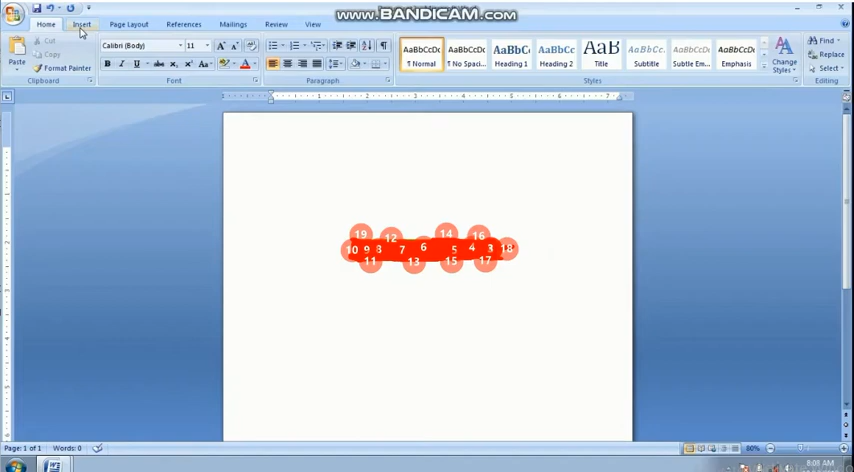 WWW.BANDICAM.COM
Home Insert Page Layout References Mailings Review View
Cut
Copy
Paste
Format Painter
Clipboard
Calibri (Body) 11
Font
Paragraph
AaBbCcDc AaBbCcDc AaBbC AaBbCc AaB AaBbCc. AaBbCcDc AaBbCcDc
¶ Normal ¶ No Spaci... Heading 1 Heading 2 Title Subtitle Subtle Em... Emphasis
Styles
Change Styles
Find
Replace
Select
Editing
19 12 14 16
10 9 8 7 6 5 4 3 18
11 13 15 17
Page: 1 of 1 Words: 0 80%
8:08 AM